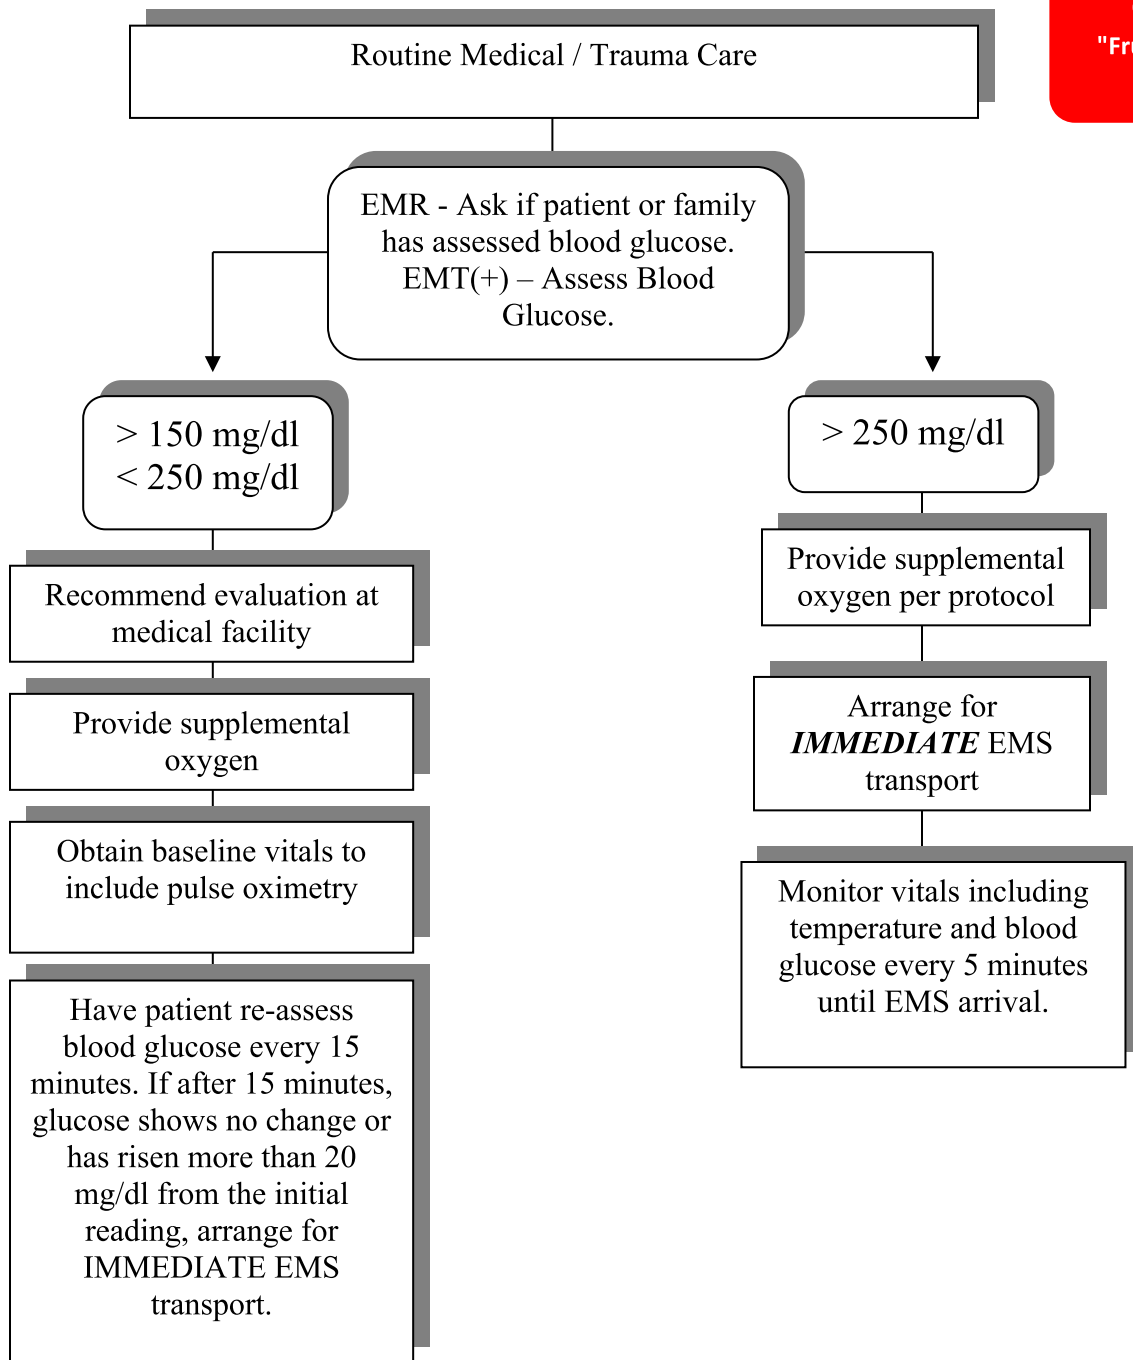 Routine Medical / Trauma Care
EMR - Ask if patient or family
has assessed blood glucose.
EMT(+) – Assess Blood
Glucose.
> 150 mg/dl
< 250 mg/dl
Recommend evaluation at
medical facility
Provide supplemental
oxygen
Obtain baseline vitals to
include pulse oximetry
Have patient re-assess
blood glucose every 15
minutes. If after 15 minutes,
glucose shows no change or
has risen more than 20
mg/dl from the initial
reading, arrange for
IMMEDIATE EMS
transport.
> 250 mg/dl
Provide supplemental
oxygen per protocol
Arrange for
IMMEDIATE EMS
transport
Monitor vitals including
temperature and blood
glucose every 5 minutes
until EMS arrival.